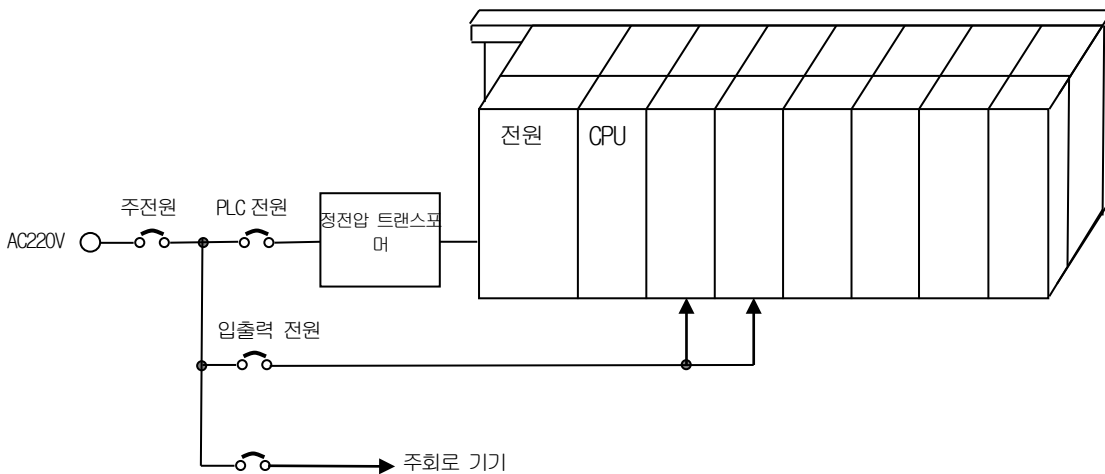 전원
CPU
주전원
PLC 전원
정전압 트랜스포
머
AC220V
입출력 전원
주회로 기기